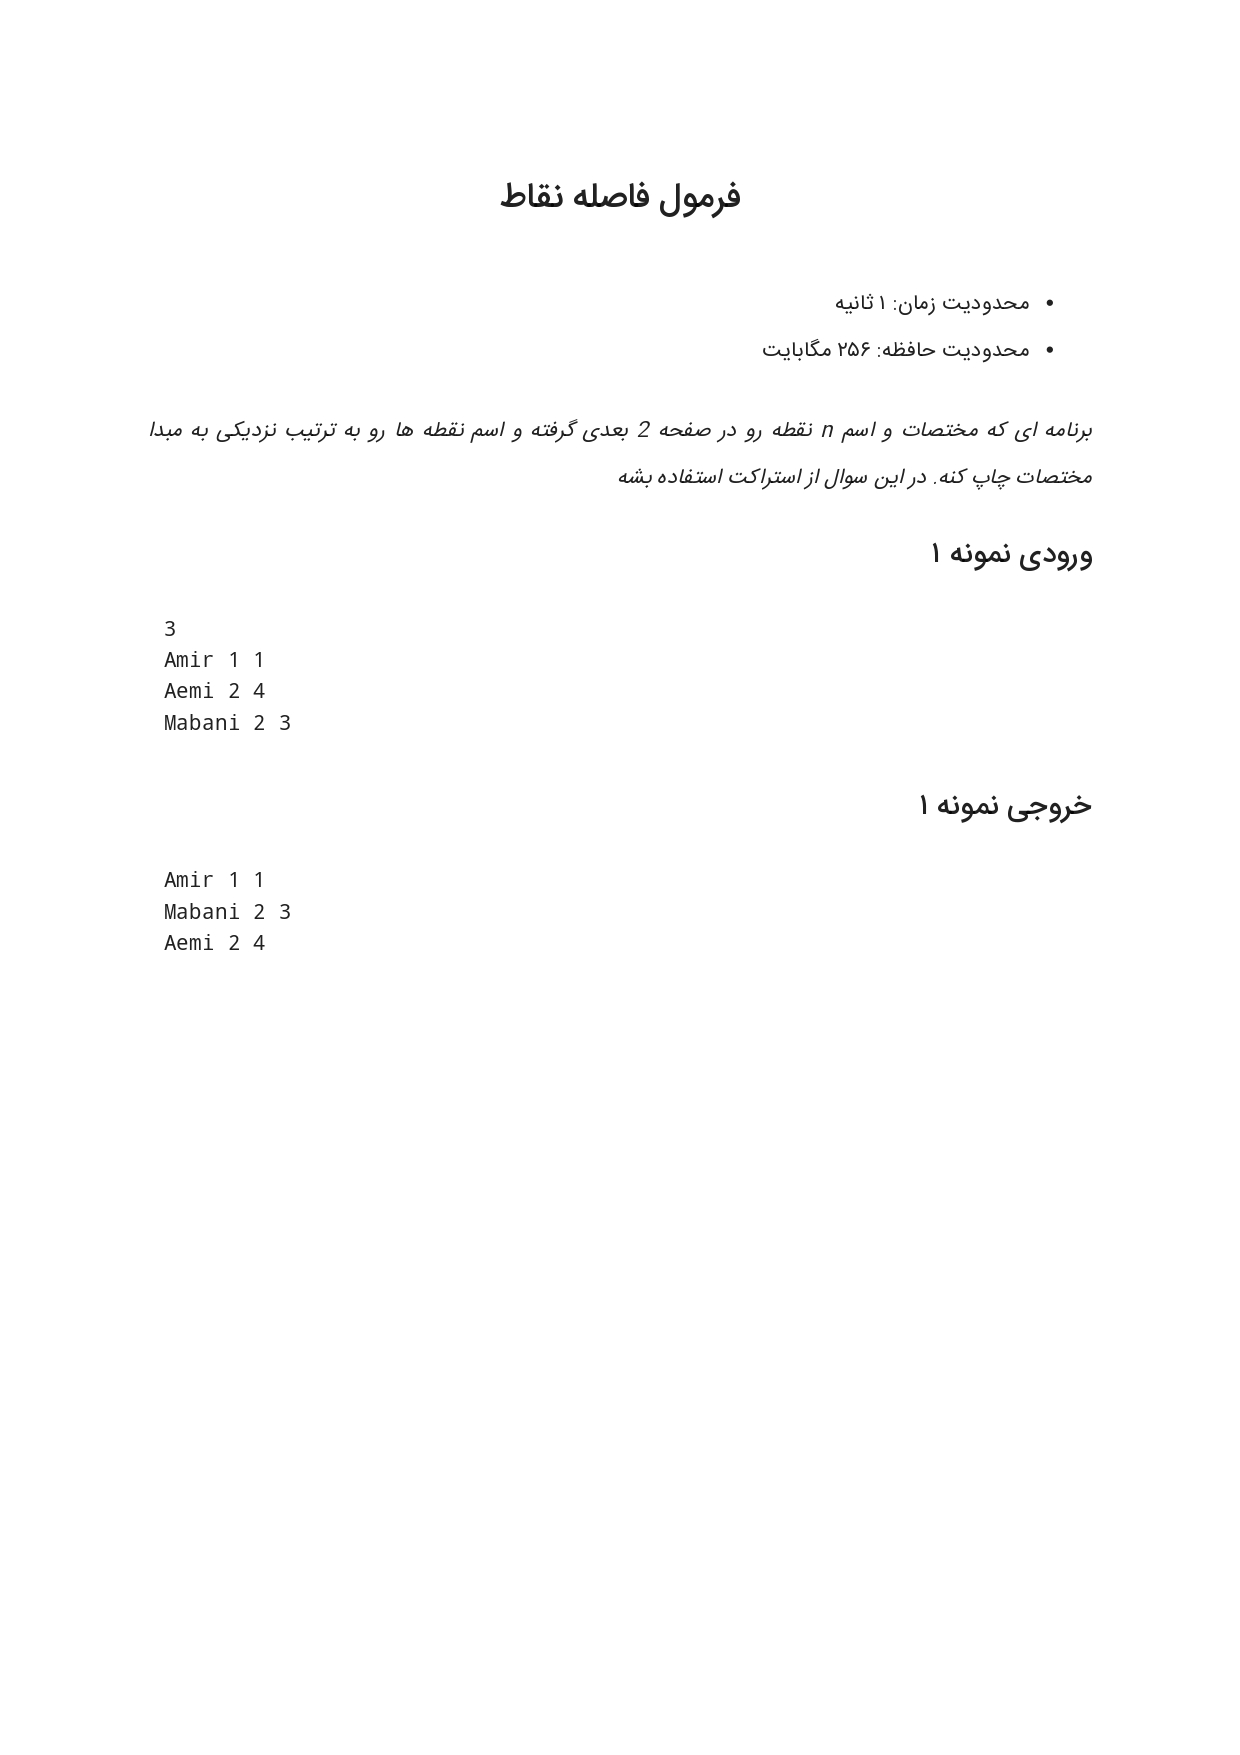 فرمول فاصله نقاط
• محدودیت زمان: ۱ ثانیه
• محدودیت حافظه: ۲۵۶ مگابایت
برنامه ای که مختصات و اسم n نقطه رو در صفحه 2 بعدی گرفته و اسم نقطه ها رو به ترتیب نزدیکی به مبدا
مختصات چاپ کنه. در این سوال از استراکت استفاده بشه
ورودی نمونه ۱
3
Amir 1 1
Aemi 2 4
Mabani 2 3
خروجی نمونه ۱
Amir 1 1
Mabani 2 3
Aemi 2 4